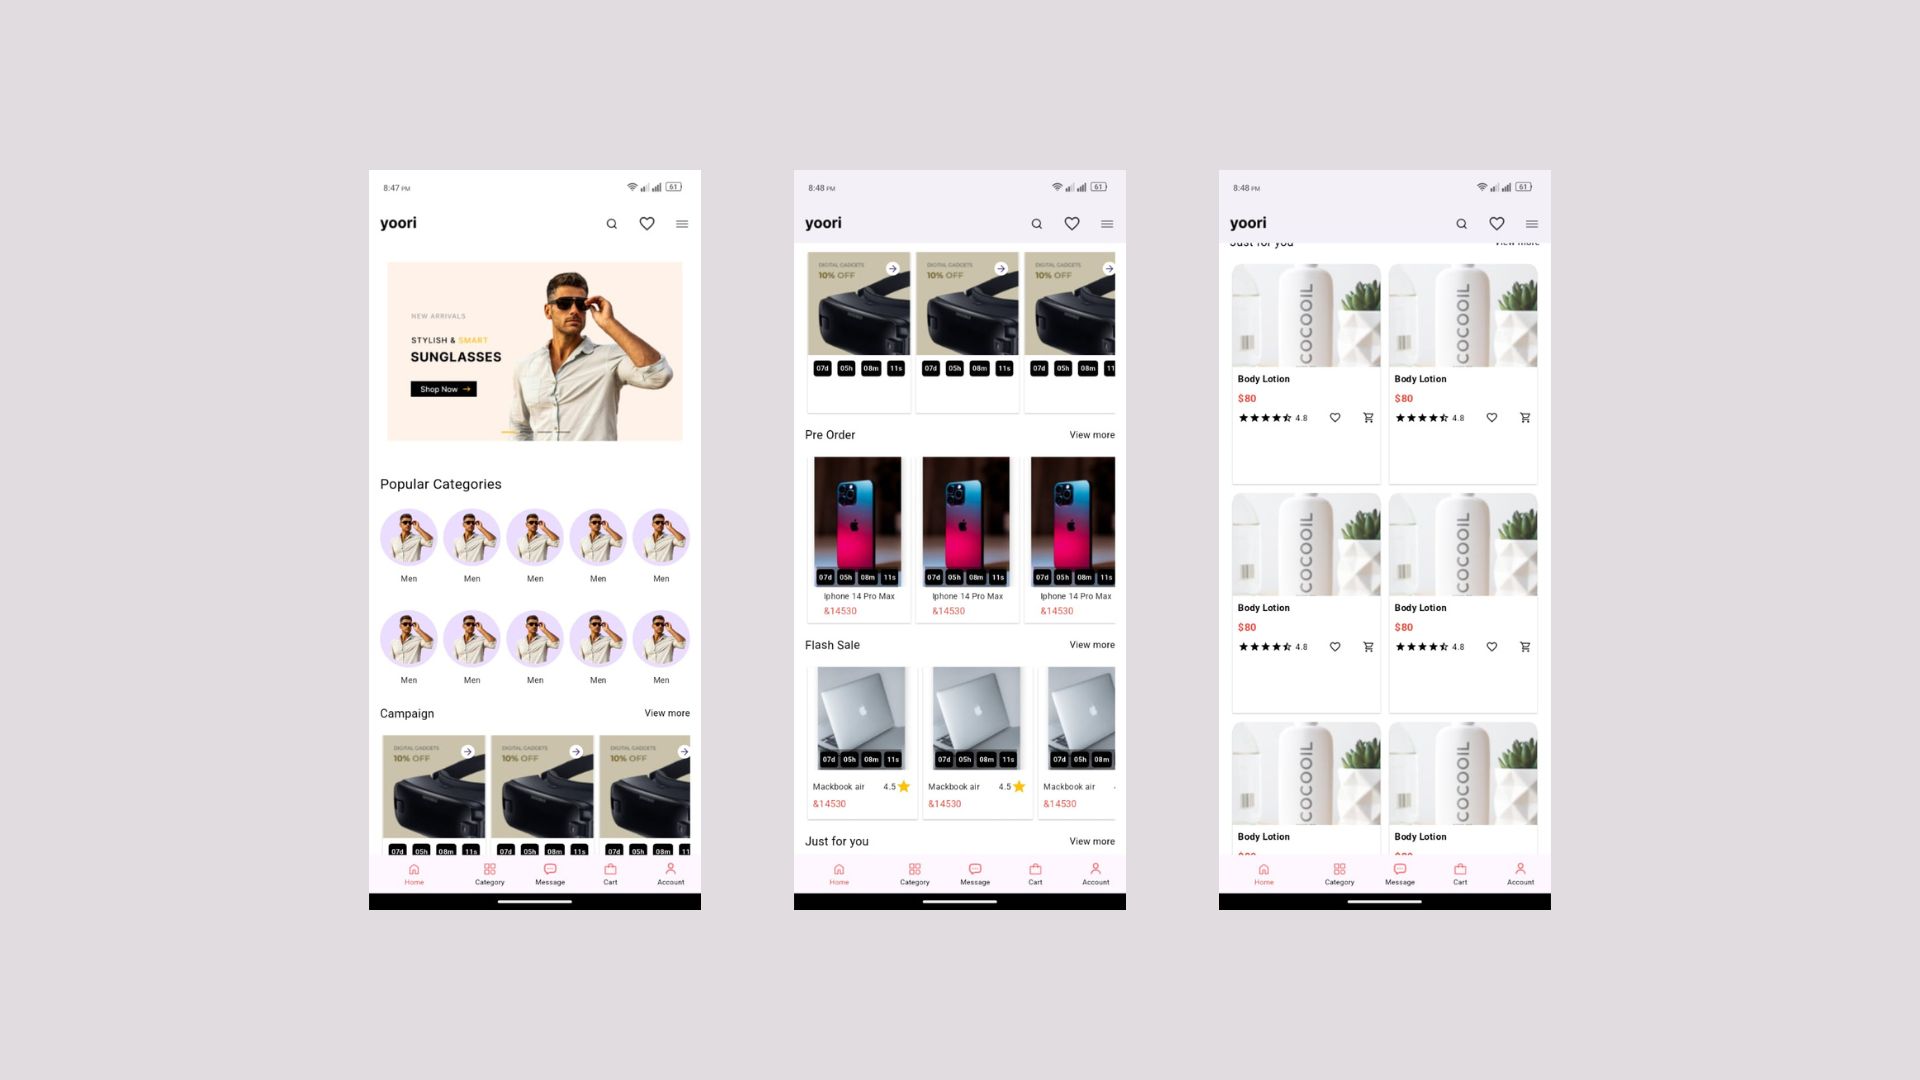 8:47 PM
61
yoori
NEW ARRIVALS
STYLISH & SMART
SUNGLASSES
Shop Now
Popular Categories
Men Men Men Men Men
Men Men Men Men Men
Campaign View more
DIGITAL GADGETS DIGITAL GADGETS DIGITAL GADGETS
10% OFF 10% OFF 10% OFF
07d 05h 08m 11s 07d 05h 08m 11s 07d 05h 08m 11
Home Category Message Cart Account
8:48 PM
61
yoori
DIGITAL GADGETS DIGITAL GADGETS DIGITAL GADGETS
10% OFF 10% OFF 10% OFF
07d 05h 08m 11s 07d 05h 08m 11s 07d 05h 08m 11
Pre Order View more
07d 05h 08m 11s 07d 05h 08m 11s 07d 05h 08m 11s
Iphone 14 Pro Max Iphone 14 Pro Max Iphone 14 Pro Max
&14530 &14530 &14530
Flash Sale View more
07d 05h 08m 11s 07d 05h 08m 11s 07d 05h 08m
Mackbook air 4.5 Mackbook air 4.5 Mackbook air
&14530 &14530 &14530
Just for you View more
Home Category Message Cart Account
8:48 PM
61
yoori
Just for you View more
COCOOIL COCOOIL
Body Lotion Body Lotion
$80 $80
4.8 4.8
COCOOIL COCOOIL
Body Lotion Body Lotion
$80 $80
4.8 4.8
COCOOIL COCOOIL
Body Lotion Body Lotion
Home Category Message Cart Account